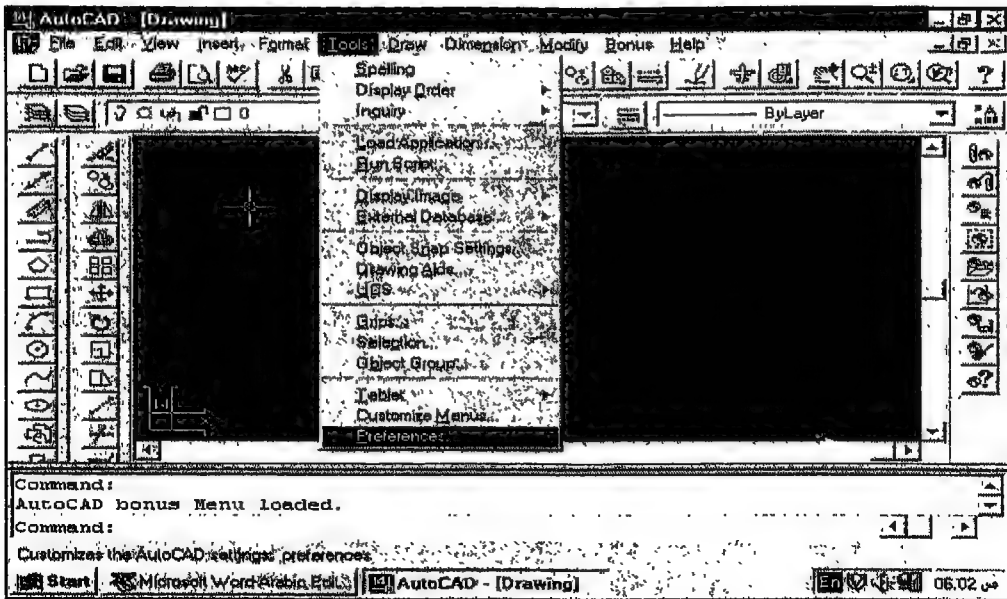 AutoCAD - [Drawing]
File Edit View Insert Format Tools Draw Dimension Modify Bonus Help
Spelling
Display Order
Inquiry
0
ByLayer
Load Application...
Run Script...
Display Image
External Database...
Object Snap Settings...
Drawing Aids...
UCS
Grips...
Selection...
Object Group...
Tablet
Customize Menus...
Preferences...
Command:
AutoCAD bonus Menu loaded.
Command:
Customizes the AutoCAD settings: preferences
Start Microsoft Word Arabic Edi... AutoCAD - [Drawing] En 06:02 ص